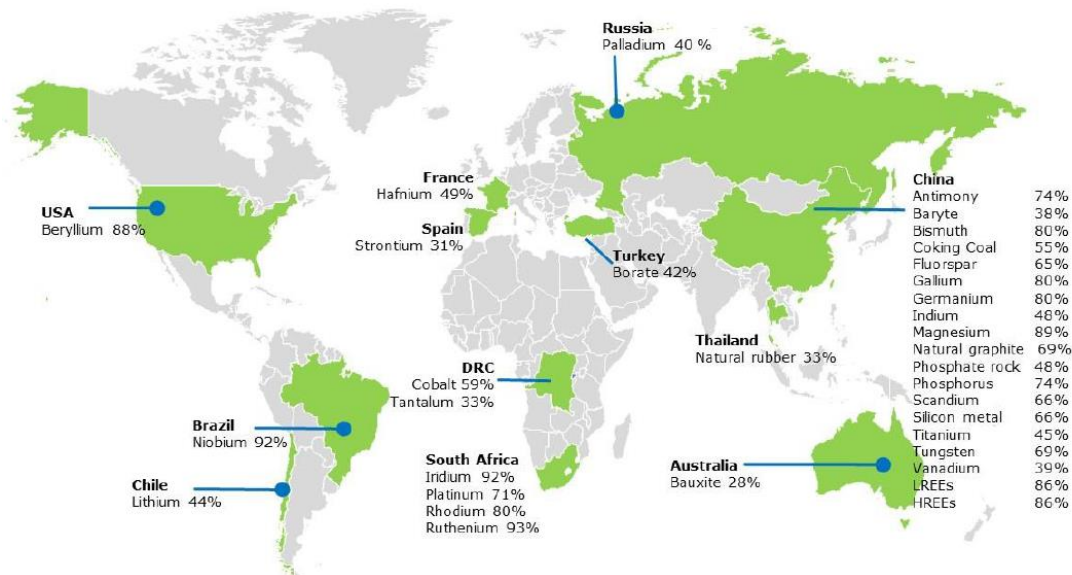 Russia
Palladium 40 %
France
Hafnium 49%
Spain
Strontium 31%
USA
Beryllium 88%
Turkey
Borate 42%
China
Antimony 74%
Baryte 38%
Bismuth 80%
Coking Coal 55%
Fluorspar 65%
Gallium 80%
Germanium 80%
Indium 48%
Magnesium 89%
Natural graphite 69%
Phosphate rock 48%
Phosphorus 74%
Scandium 66%
Silicon metal 66%
Titanium 45%
Tungsten 69%
Vanadium 39%
LREEs 86%
HREEs 86%
Thailand
Natural rubber 33%
DRC
Cobalt 59%
Tantalum 33%
Brazil
Niobium 92%
Chile
Lithium 44%
South Africa
Iridium 92%
Platinum 71%
Rhodium 80%
Ruthenium 93%
Australia
Bauxite 28%